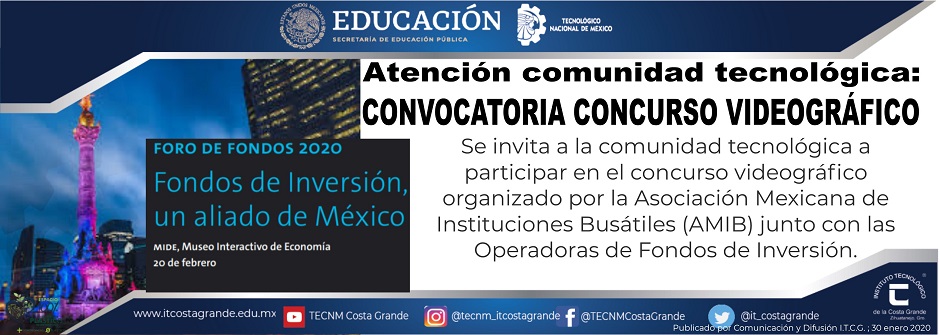 EDUCACIÓN
SECRETARÍA DE EDUCACIÓN PÚBLICA
TECNOLÓGICO
NACIONAL DE MÉXICO
Atención comunidad tecnológica:
CONVOCATORIA CONCURSO VIDEOGRÁFICO
Se invita a la comunidad tecnológica a
participar en el concurso videográfico
organizado por la Asociación Mexicana de
Instituciones Busátiles (AMIB) junto con las
Operadoras de Fondos de Inversión.
FORO DE FONDOS 2020
Fondos de Inversión,
un aliado de México
MIDE, Museo Interactivo de Economía
20 de febrero
INSTITUTO TECNOLÓGICO
de la Costa Grande
Zihuatanejo, Gro.
www.itcostagrande.edu.mx
TECNM Costa Grande
@tecnm_itcostagrande
@TECNMCostaGrande
@it_costagrande
Publicado por Comunicación y Difusión I.T.C.G. ; 30 enero 2020.